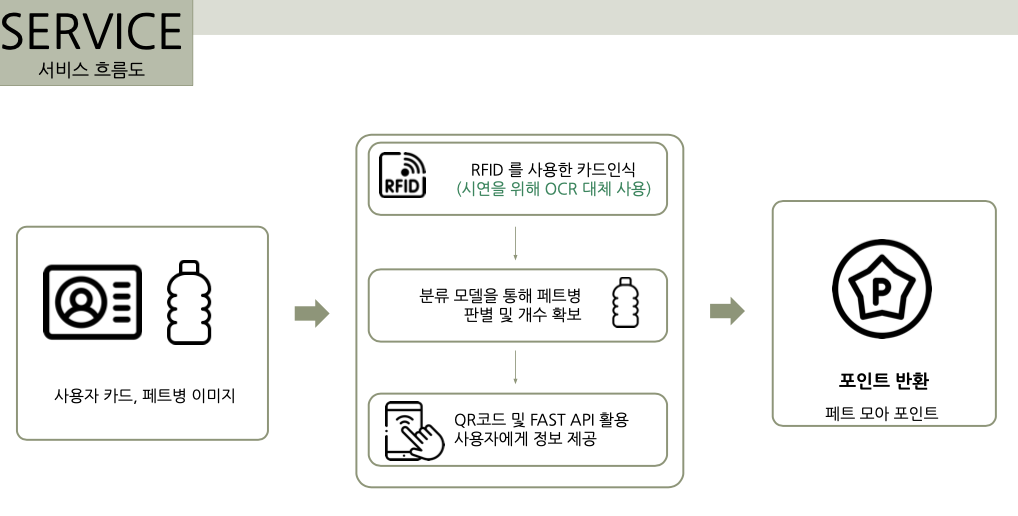 SERVICE
서비스 흐름도
RFID
RFID 를 사용한 카드인식
(시연을 위해 OCR 대체 사용)
분류 모델을 통해 페트병
판별 및 개수 확보
QR코드 및 FAST API 활용
사용자에게 정보 제공
사용자 카드, 페트병 이미지
P
포인트 반환
페트 모아 포인트